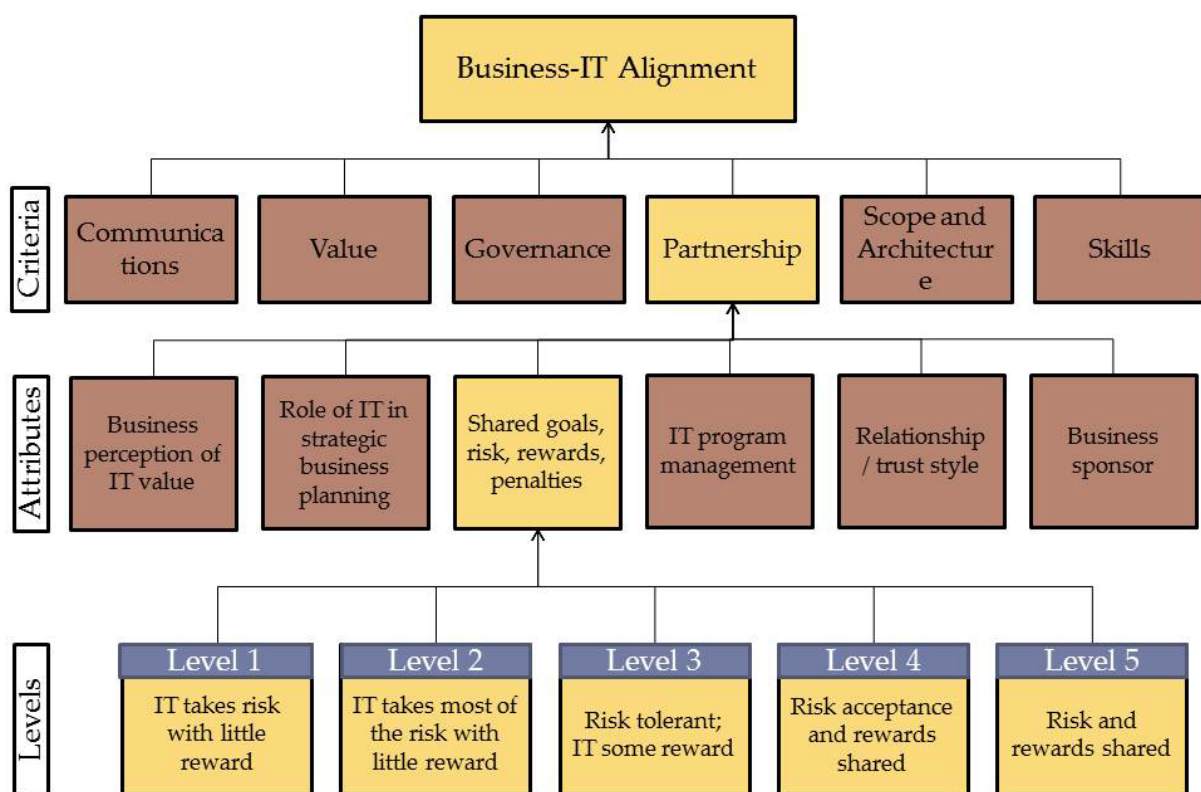 Business-IT Alignment
Criteria
Communica
tions
Value
Governance
Partnership
Scope and
Architectur
e
Skills
Attributes
Business
perception of
IT value
Role of IT in
strategic
business
planning
Shared goals,
risk, rewards,
penalties
IT program
management
Relationship
/ trust style
Business
sponsor
Levels
Level 1
IT takes risk
with little
reward
Level 2
IT takes most of
the risk with
little reward
Level 3
Risk tolerant;
IT some reward
Level 4
Risk acceptance
and rewards
shared
Level 5
Risk and
rewards shared